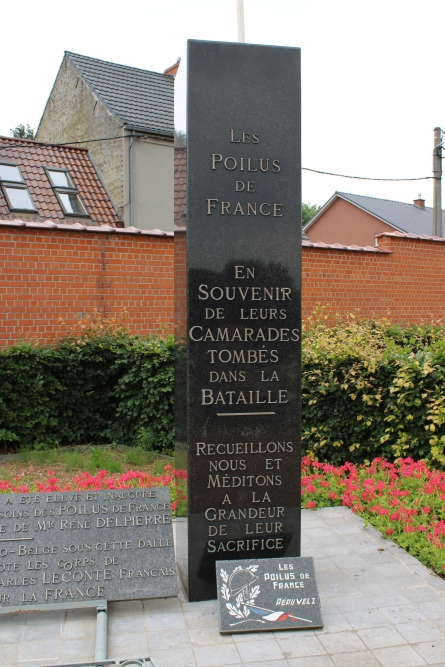 LES
POILUS
DE
FRANCE
EN
SOUVENIR
DE LEURS
CAMARADES
TOMBÉS
DANS LA
BATAILLE
RECUEILLONS
NOUS ET
MÉDITONS
A LA
GRANDEUR
DE LEUR
SACRIFICE
A ÉTÉ ÉLEVÉ ET INAUGURÉ
SOINS DES POILUS DE FRANCE
DE MR RENÉ DELPIERRE
-BELGE SOUS CETTE DALLE
LES CORPS DE
CHARLES LECONTE FRANÇAIS
POUR LA FRANCE
LES
POILUS DE
FRANCE
PERUWELZ